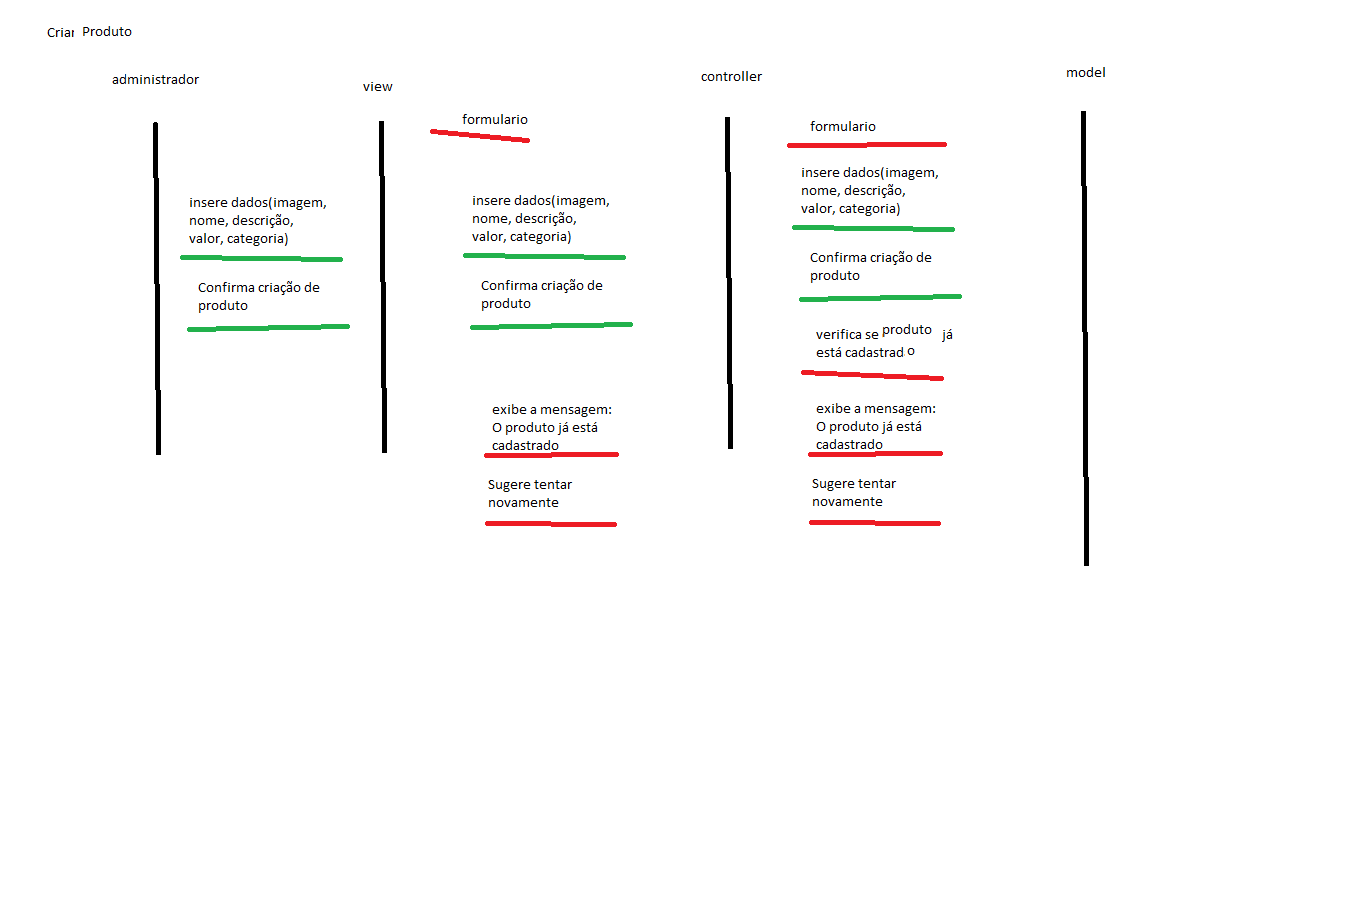 Criar Produto
administrador
view
controller
model
insere dados(imagem,
nome, descrição,
valor, categoria)
Confirma criação de
produto
formulario
insere dados(imagem,
nome, descrição,
valor, categoria)
Confirma criação de
produto
exibe a mensagem:
O produto já está
cadastrado
Sugere tentar
novamente
formulario
insere dados(imagem,
nome, descrição,
valor, categoria)
Confirma criação de
produto
verifica se produto já
está cadastrado
exibe a mensagem:
O produto já está
cadastrado
Sugere tentar
novamente